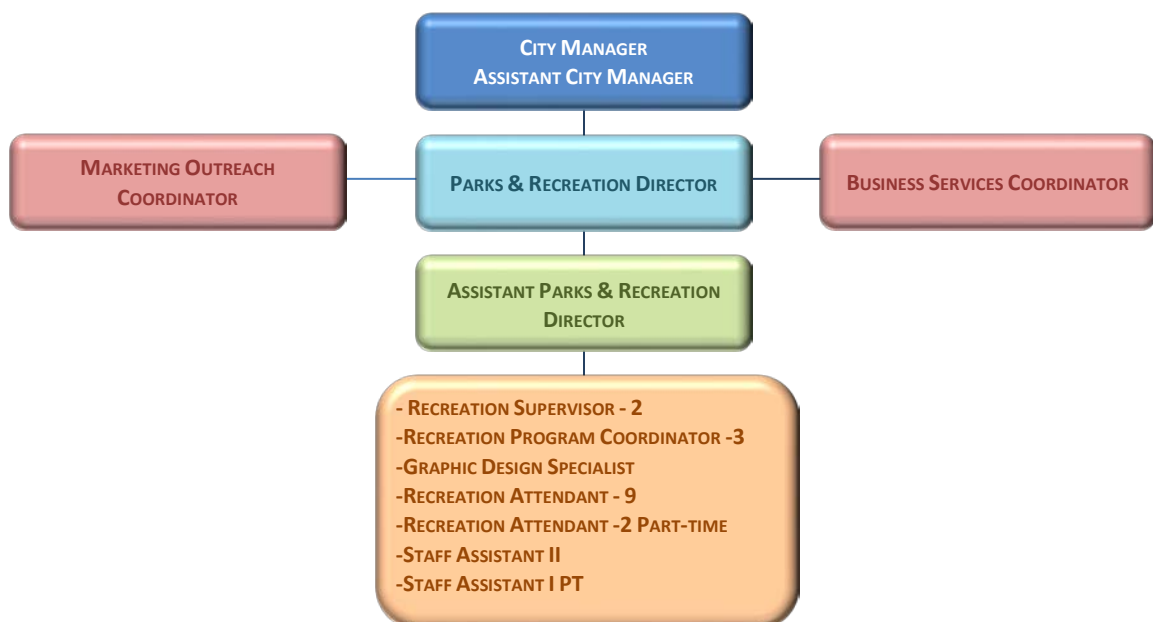 CITY MANAGER
ASSISTANT CITY MANAGER
MARKETING OUTREACH
COORDINATOR
PARKS & RECREATION DIRECTOR
BUSINESS SERVICES COORDINATOR
ASSISTANT PARKS & RECREATION
DIRECTOR
- RECREATION SUPERVISOR - 2
-RECREATION PROGRAM COORDINATOR -3
-GRAPHIC DESIGN SPECIALIST
-RECREATION ATTENDANT - 9
-RECREATION ATTENDANT -2 PART-TIME
-STAFF ASSISTANT II
-STAFF ASSISTANT I PT